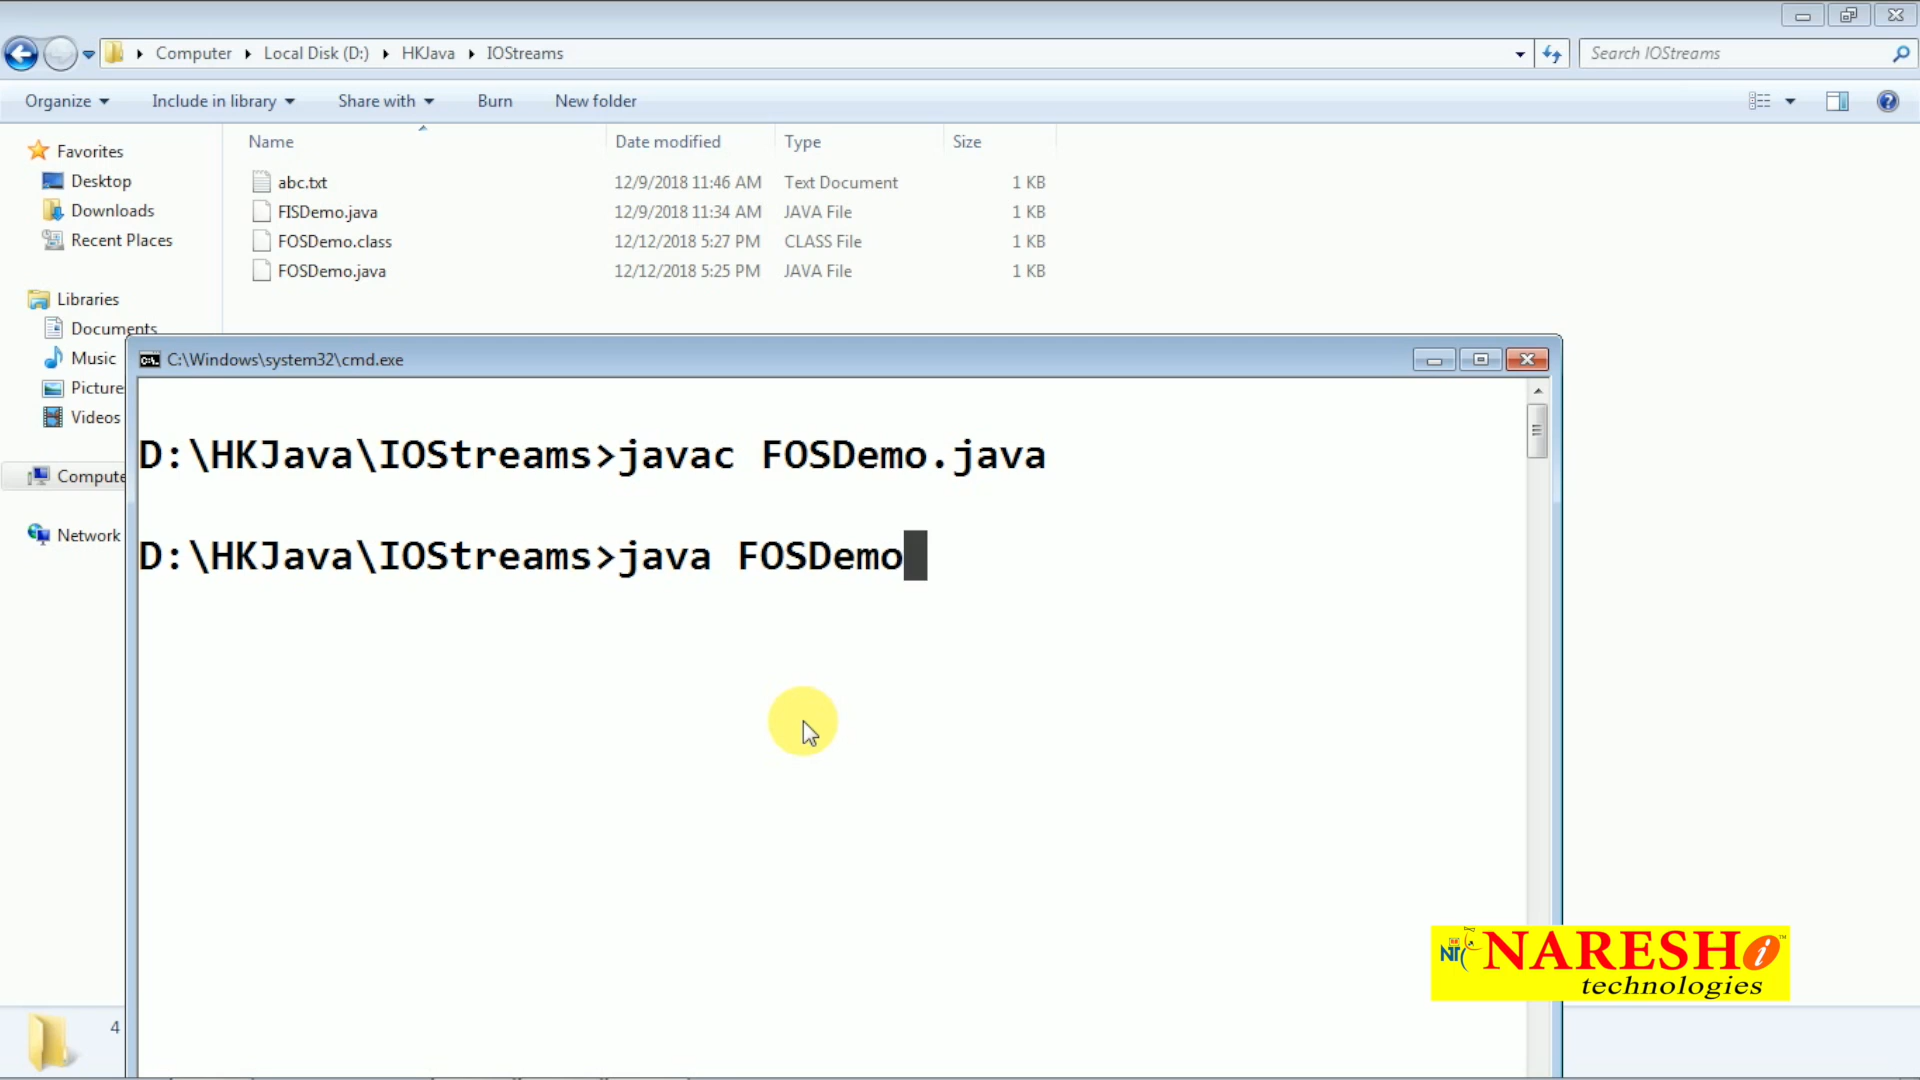 Computer Local Disk (D:) HKJava IOStreams
Search IOStreams
Organize Include in library Share with Burn New folder
Name Date modified Type Size
Favorites
Desktop
Downloads
Recent Places
Libraries
Documents
Music
Picture
Videos
Compute
Network
abc.txt 12/9/2018 11:46 AM Text Document 1 KB
FISDemo.java 12/9/2018 11:34 AM JAVA File 1 KB
FOSDemo.class 12/12/2018 5:27 PM CLASS File 1 KB
FOSDemo.java 12/12/2018 5:25 PM JAVA File 1 KB
C:\Windows\system32\cmd.exe
D:\HKJava\IOStreams>javac FOSDemo.java
D:\HKJava\IOStreams>java FOSDemo
4
NARESH i
technologies